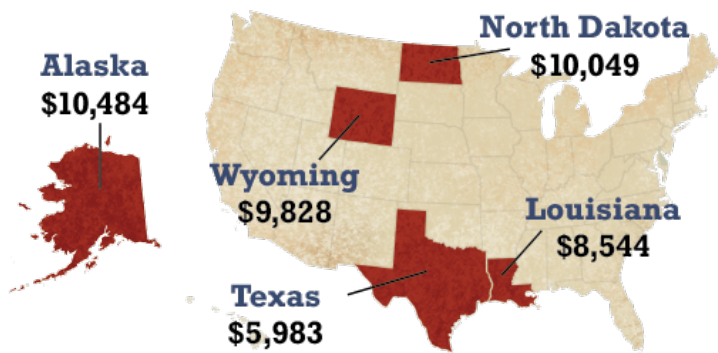 North Dakota
$10,049
Alaska
$10,484
Wyoming
$9,828
Louisiana
$8,544
Texas
$5,983